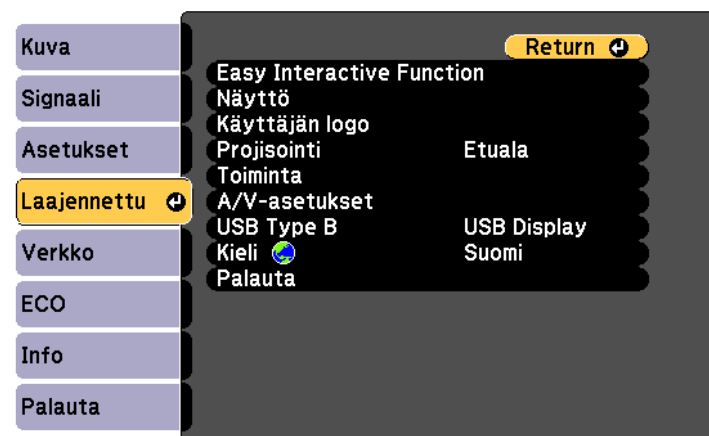 Kuva
Signaali
Asetukset
Laajennettu
Verkko
ECO
Info
Palauta
Return
Easy Interactive Function
Näyttö
Käyttäjän logo
Projisointi Etuala
Toiminta
A/V-asetukset
USB Type B USB Display
Kieli Suomi
Palauta